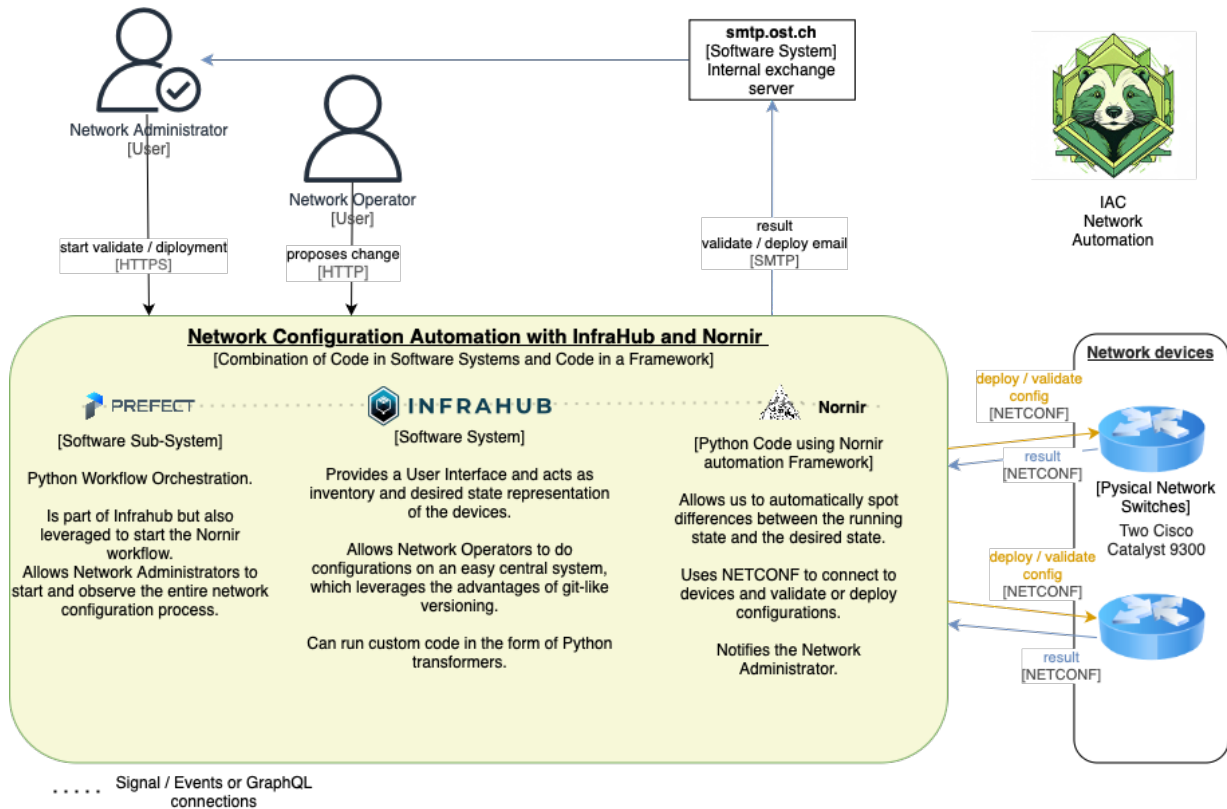 smtp.ost.ch
[Software System]
Internal exchange
server
Network Administrator
[User]
Network Operator
[User]
IAC
Network
Automation
start validate / diployment
[HTTPS]
proposes change
[HTTP]
result
validate / deploy email
[SMTP]
Network Configuration Automation with InfraHub and Nornir
[Combination of Code in Software Systems and Code in a Framework]
PREFECT
[Software Sub-System]
Python Workflow Orchestration.
Is part of Infrahub but also
leveraged to start the Nornir
workflow.
Allows Network Administrators to
start and observe the entire network
configuration process.
INFRAHUB
[Software System]
Provides a User Interface and acts as
inventory and desired state representation
of the devices.
Allows Network Operators to do
configurations on an easy central system,
which leverages the advantages of git-like
versioning.
Can run custom code in the form of Python
transformers.
Nornir
[Python Code using Nornir
automation Framework]
Allows us to automatically spot
differences between the running
state and the desired state.
Uses NETCONF to connect to
devices and validate or deploy
configurations.
Notifies the Network
Administrator.
Network devices
deploy / validate
config
[NETCONF]
result
[NETCONF]
[Pysical Network
Switches]
Two Cisco
Catalyst 9300
deploy / validate
config
[NETCONF]
result
[NETCONF]
Signal / Events or GraphQL
connections